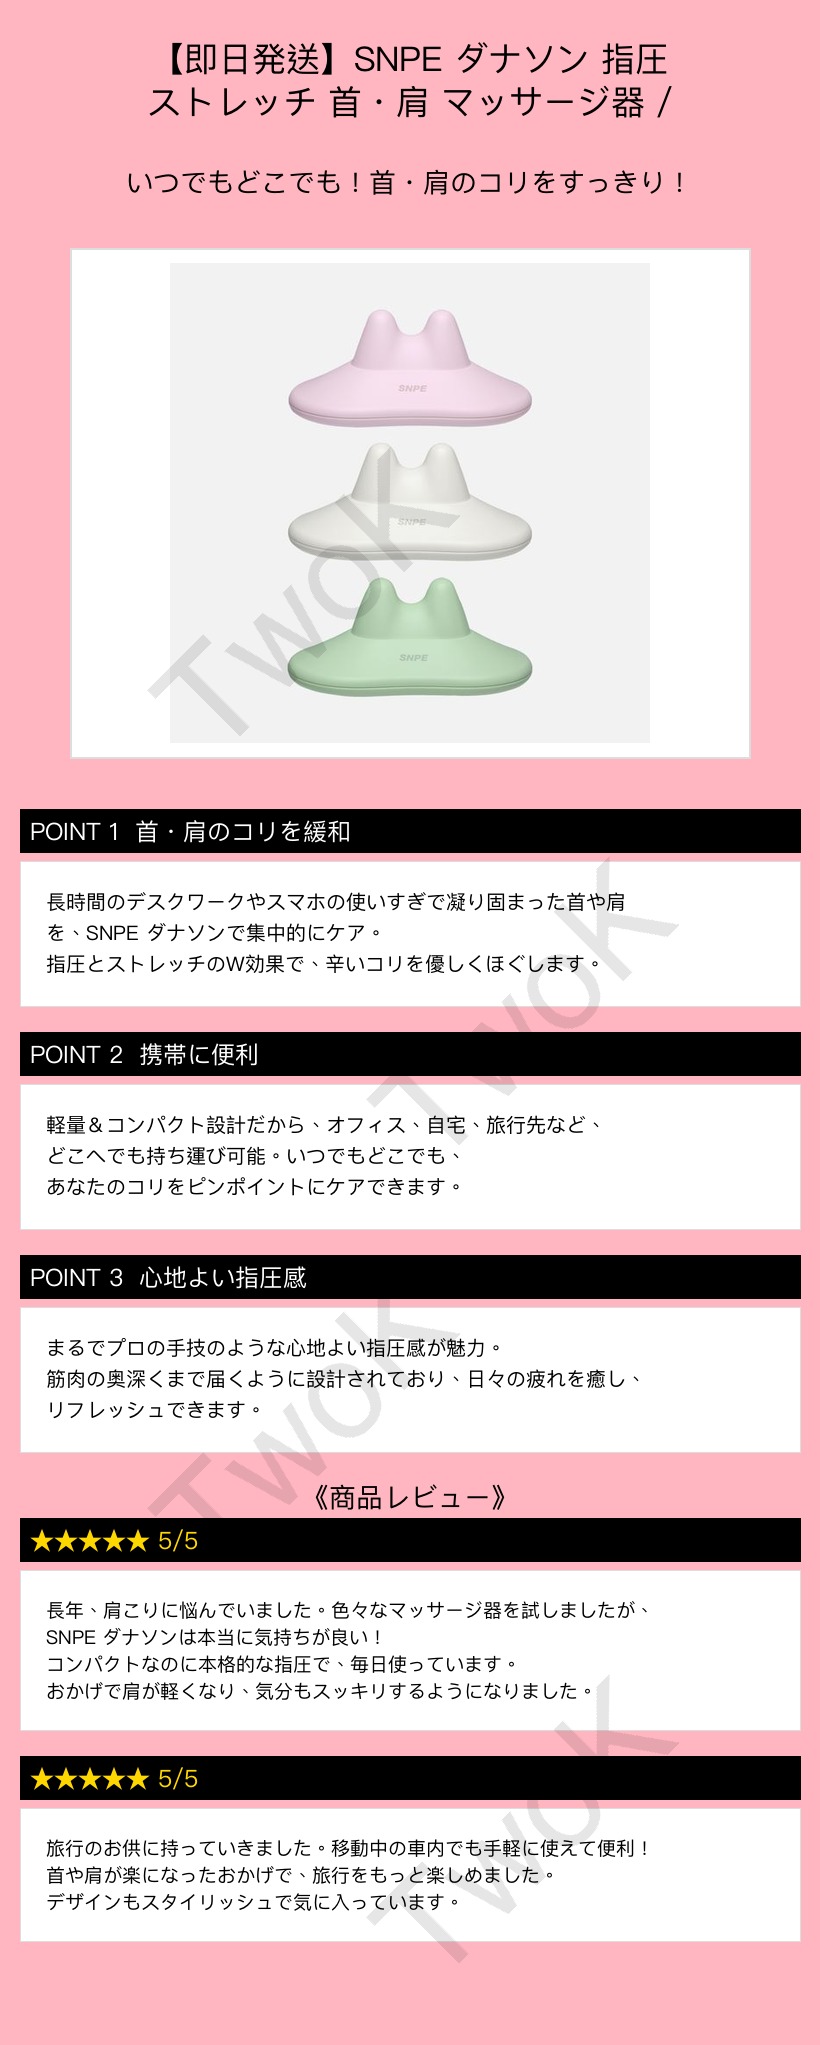 【即日発送】SNPE ダナソン 指圧
ストレッチ 首・肩 マッサージ器 /
いつでもどこでも！首・肩のコリをすっきり！
SNPE
SNPE
SNPE
TwoK
POINT 1 首・肩のコリを緩和
長時間のデスクワークやスマホの使いすぎで凝り固まった首や肩
を、SNPE ダナソンで集中的にケア。
指圧とストレッチのW効果で、辛いコリを優しくほぐします。
TwoK
POINT 2 携帯に便利
軽量＆コンパクト設計だから、オフィス、自宅、旅行先など、
どこへでも持ち運び可能。いつでもどこでも、
あなたのコリをピンポイントにケアできます。
POINT 3 心地よい指圧感
まるでプロの手技のような心地よい指圧感が魅力。
筋肉の奥深くまで届くように設計されており、日々の疲れを癒し、
リフレッシュできます。
TwoK
《商品レビュー》
★★★★★ 5/5
長年、肩こりに悩んでいました。色々なマッサージ器を試しましたが、
SNPE ダナソンは本当に気持ちが良い！
コンパクトなのに本格的な指圧で、毎日使っています。
おかげで肩が軽くなり、気分もスッキリするようになりました。
★★★★★ 5/5
旅行のお供に持っていきました。移動中の車内でも手軽に使えて便利！
首や肩が楽になったおかげで、旅行をもっと楽しめました。
デザインもスタイリッシュで気に入っています。
TwoK